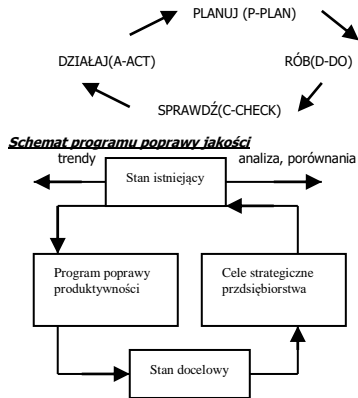 PLANUJ (P-PLAN)
DZIAŁAJ(A-ACT)
RÓB(D-DO)
SPRAWDŹ(C-CHECK)
Schemat programu poprawy jakości
trendy
analiza, porównania
Stan istniejący
Program poprawy
produktywności
Cele strategiczne
przdsiębiorstwa
Stan docelowy